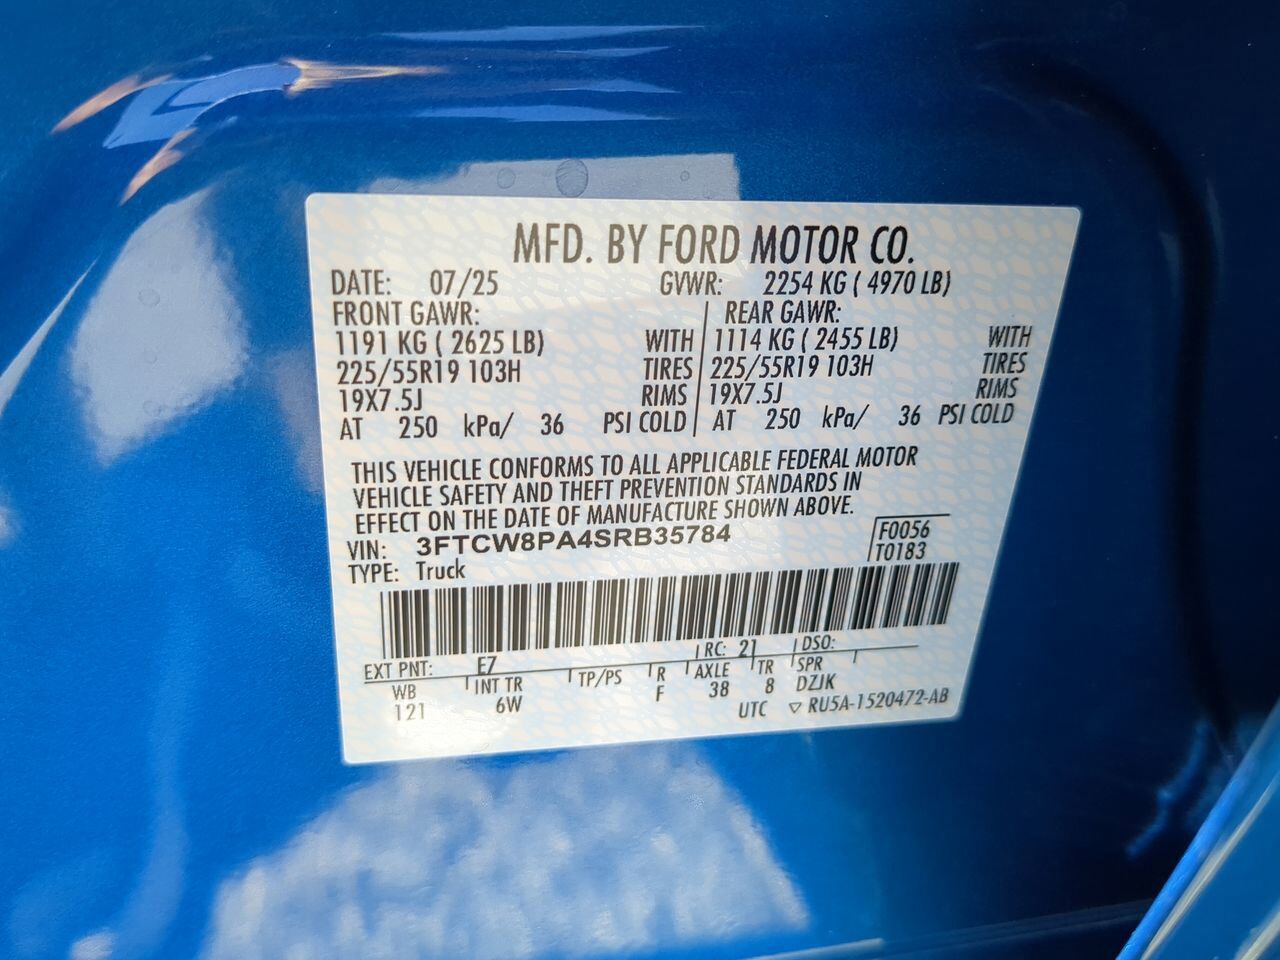 MFD. BY FORD MOTOR CO.
DATE: 07/25 GVWR: 2254 KG ( 4970 LB)
FRONT GAWR: REAR GAWR:
1191 KG ( 2625 LB) WITH 1114 KG ( 2455 LB) WITH
225/55R19 103H TIRES 225/55R19 103H TIRES
19X7.5J RIMS 19X7.5J RIMS
AT 250 kPa/ 36 PSI COLD AT 250 kPa/ 36 PSI COLD
THIS VEHICLE CONFORMS TO ALL APPLICABLE FEDERAL MOTOR
VEHICLE SAFETY AND THEFT PREVENTION STANDARDS IN
EFFECT ON THE DATE OF MANUFACTURE SHOWN ABOVE.
VIN: 3FTCW8PA4SRB35784 F0056
TYPE: Truck T0183
EXT PNT: E7 RC: 21 DSO:
WB INT TR TP/PS R AXLE TR SPR
121 6W F 38 8 DZJK
UTC ▽ RU5A-1520472-AB